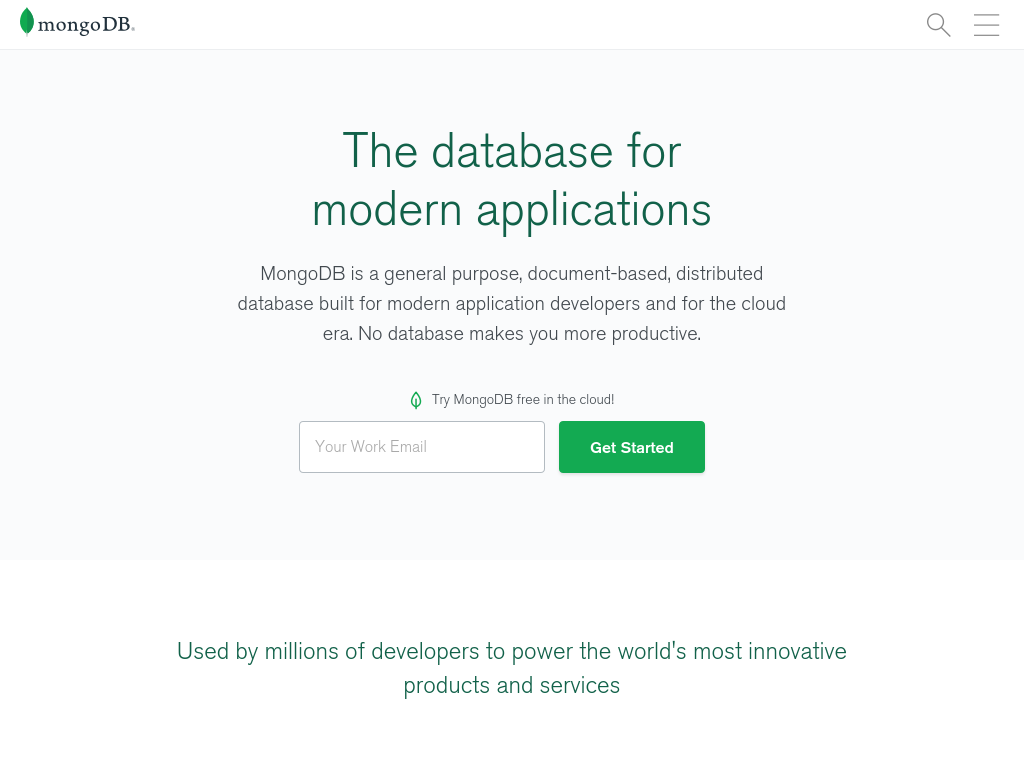 mongoDB
The database for
modern applications
MongoDB is a general purpose, document-based, distributed
database built for modern application developers and for the cloud
era. No database makes you more productive.
Try MongoDB free in the cloud!
Your Work Email
Get Started
Used by millions of developers to power the world's most innovative
products and services